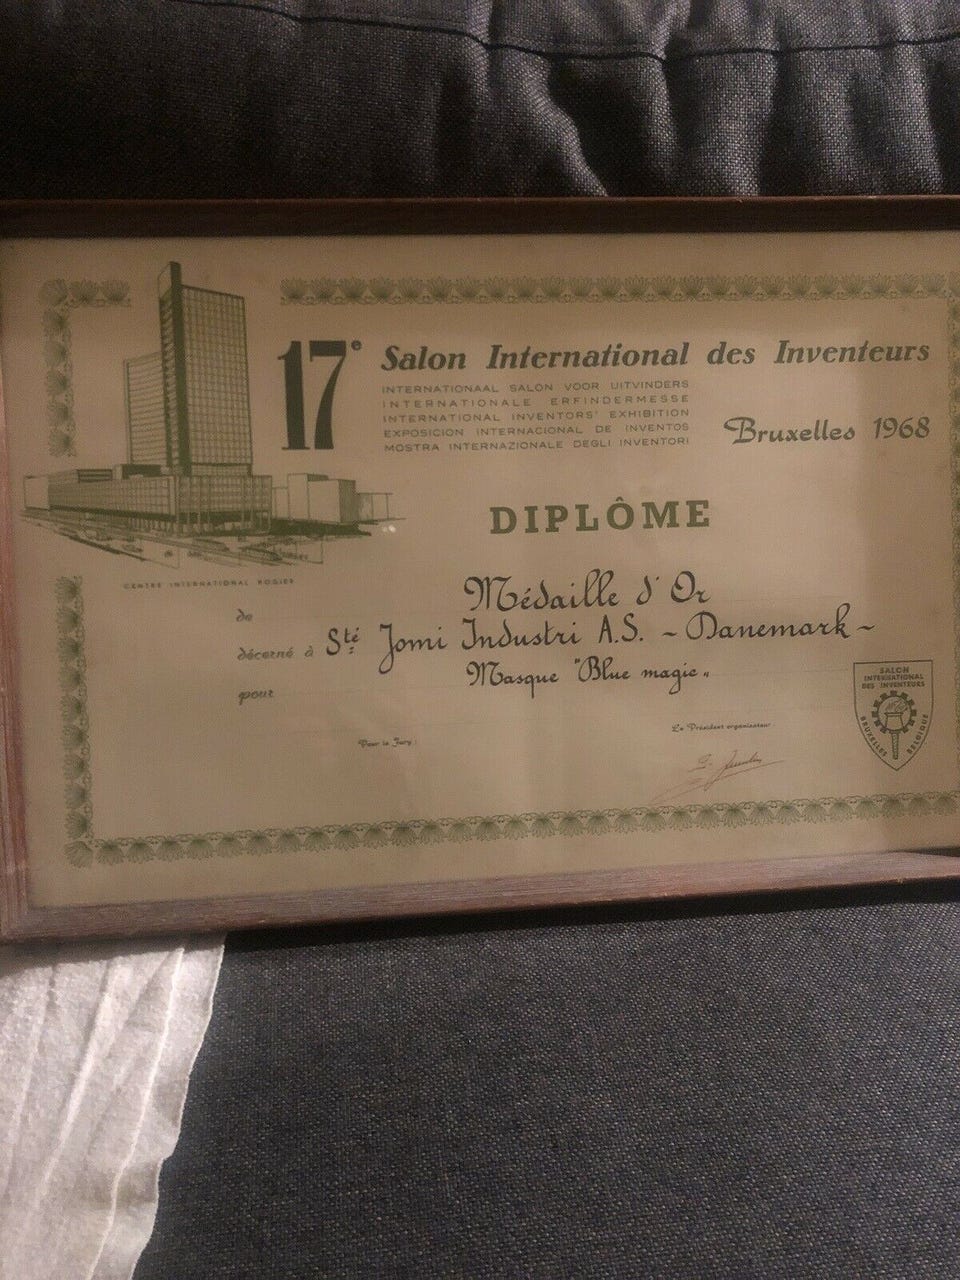 17e Salon International des Inventeurs
INTERNATIONAAL SALON VOOR UITVINDERS
INTERNATIONALE ERFINDERMESSE
INTERNATIONAL INVENTORS' EXHIBITION
EXPOSICION INTERNACIONAL DE INVENTOS
MOSTRA INTERNAZIONALE DEGLI INVENTORI
Bruxelles 1968
DIPLÔME
CENTRE INTERNATIONAL ROGIER
de Médaille d'Or
décerné à Sté Jomi Industri A.S. - Danemark -
pour Masque "Blue magic"
Pour le Jury:
Le Président organisateur
SALON
INTERNATIONAL
DES INVENTEURS
BRUXELLES BELGIQUE